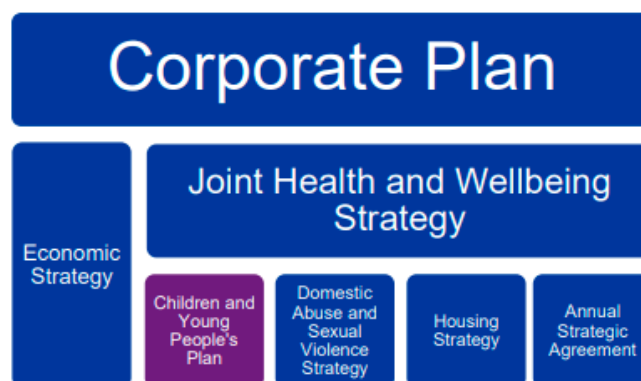 Corporate Plan
Joint Health and Wellbeing
Strategy
Economic
Strategy
Children and
Young
People's
Plan
Domestic
Abuse and
Sexual
Violence
Strategy
Housing
Strategy
Annual
Strategic
Agreement